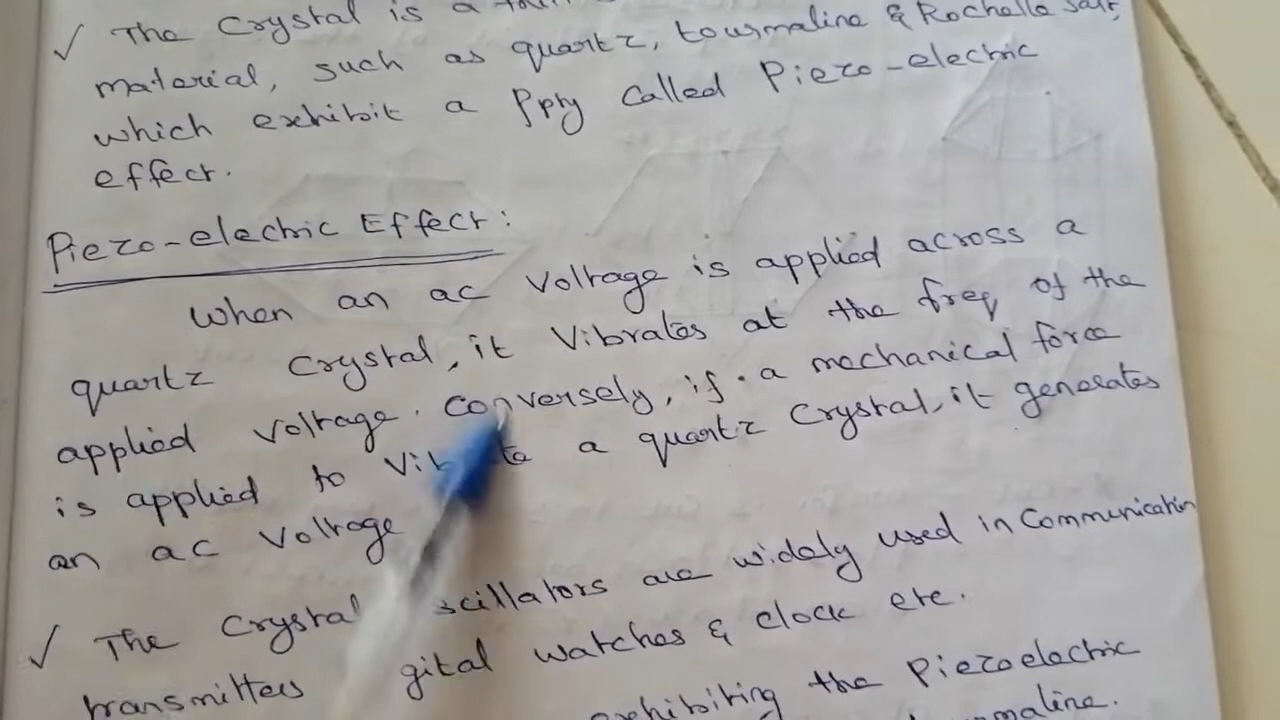 ✓ The Crystal is a
material, such as quartz, tourmaline & Rochelle Salt,
which exhibit a ppty called Piezo-electric
effect.
Piezo-electric Effect:
When an ac voltage is applied across a
quartz crystal, it vibrates at the freq of the
applied voltage. Conversely, if a mechanical force
is applied to vibrate a quartz crystal, it generates
an ac voltage
✓ The crystal oscillators are widely used in Communication
transmitters gital watches & clock etc.
exhibiting the Piezoelectric
maline.